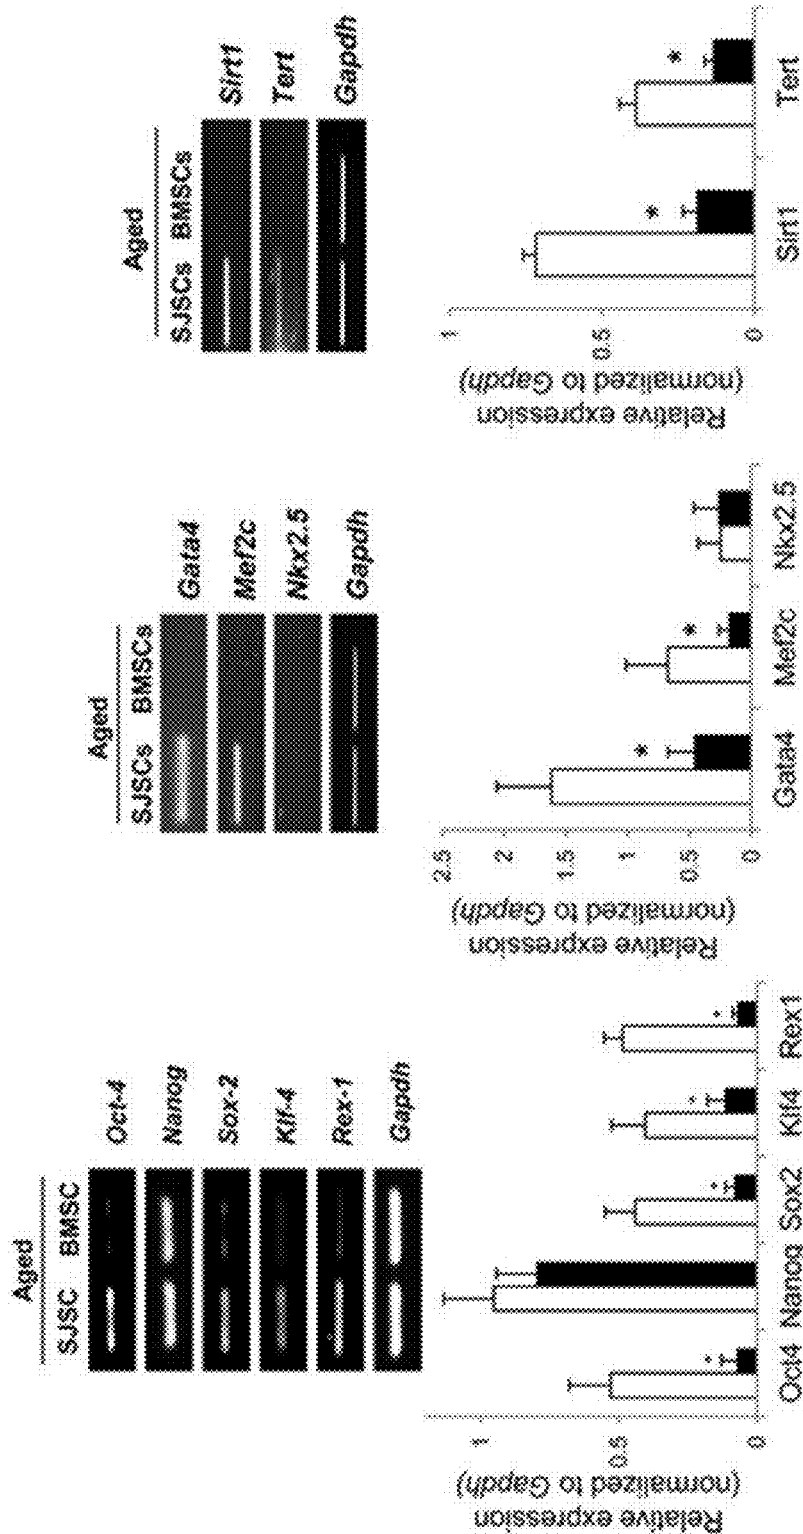 Aged
SJSC BMSC
Oct-4
Nanog
Sox-2
Klf-4
Rex-1
Gapdh
Relative expression
(normalized to Gapdh)
1
0.5
0
Oct4 Nanog Sox2 Klf4 Rex1
Aged
SJSCs BMSCs
Gata4
Mef2c
Nkx2.5
Gapdh
Relative expression
(normalized to Gapdh)
2.5
2
1.5
1
0.5
0
Gata4 Mef2c Nkx2.5
Aged
SJSCs BMSCs
Sirt1
Tert
Gapdh
Relative expression
(normalized to Gapdh)
1
0.5
0
Sirt1 Tert